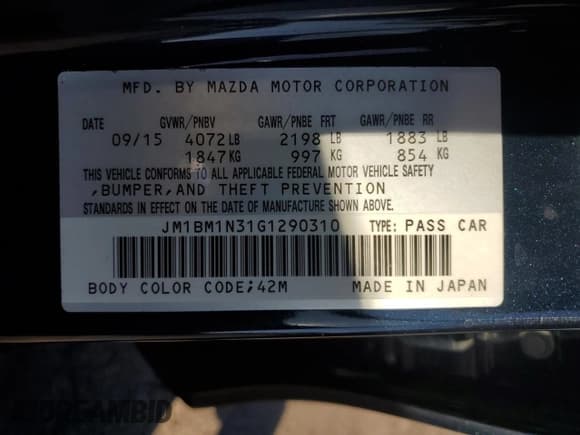 MFD. BY MAZDA MOTOR CORPORATION
DATE GVWR/PNBV GAWR/PNBE FRT GAWR/PNBE RR
09/15 4072 LB 2198 LB 1883 LB
1847 KG 997 KG 854 KG
THIS VEHICLE CONFORMS TO ALL APPLICABLE FEDERAL MOTOR VEHICLE SAFETY
,BUMPER,AND THEFT PREVENTION
STANDARDS IN EFFECT ON THE DATE OF MANUFACTURE SHOWN ABOVE.
JM1BM1N31G1290310 TYPE: PASS CAR
BODY COLOR CODE;42M MADE IN JAPAN
DREAMBID